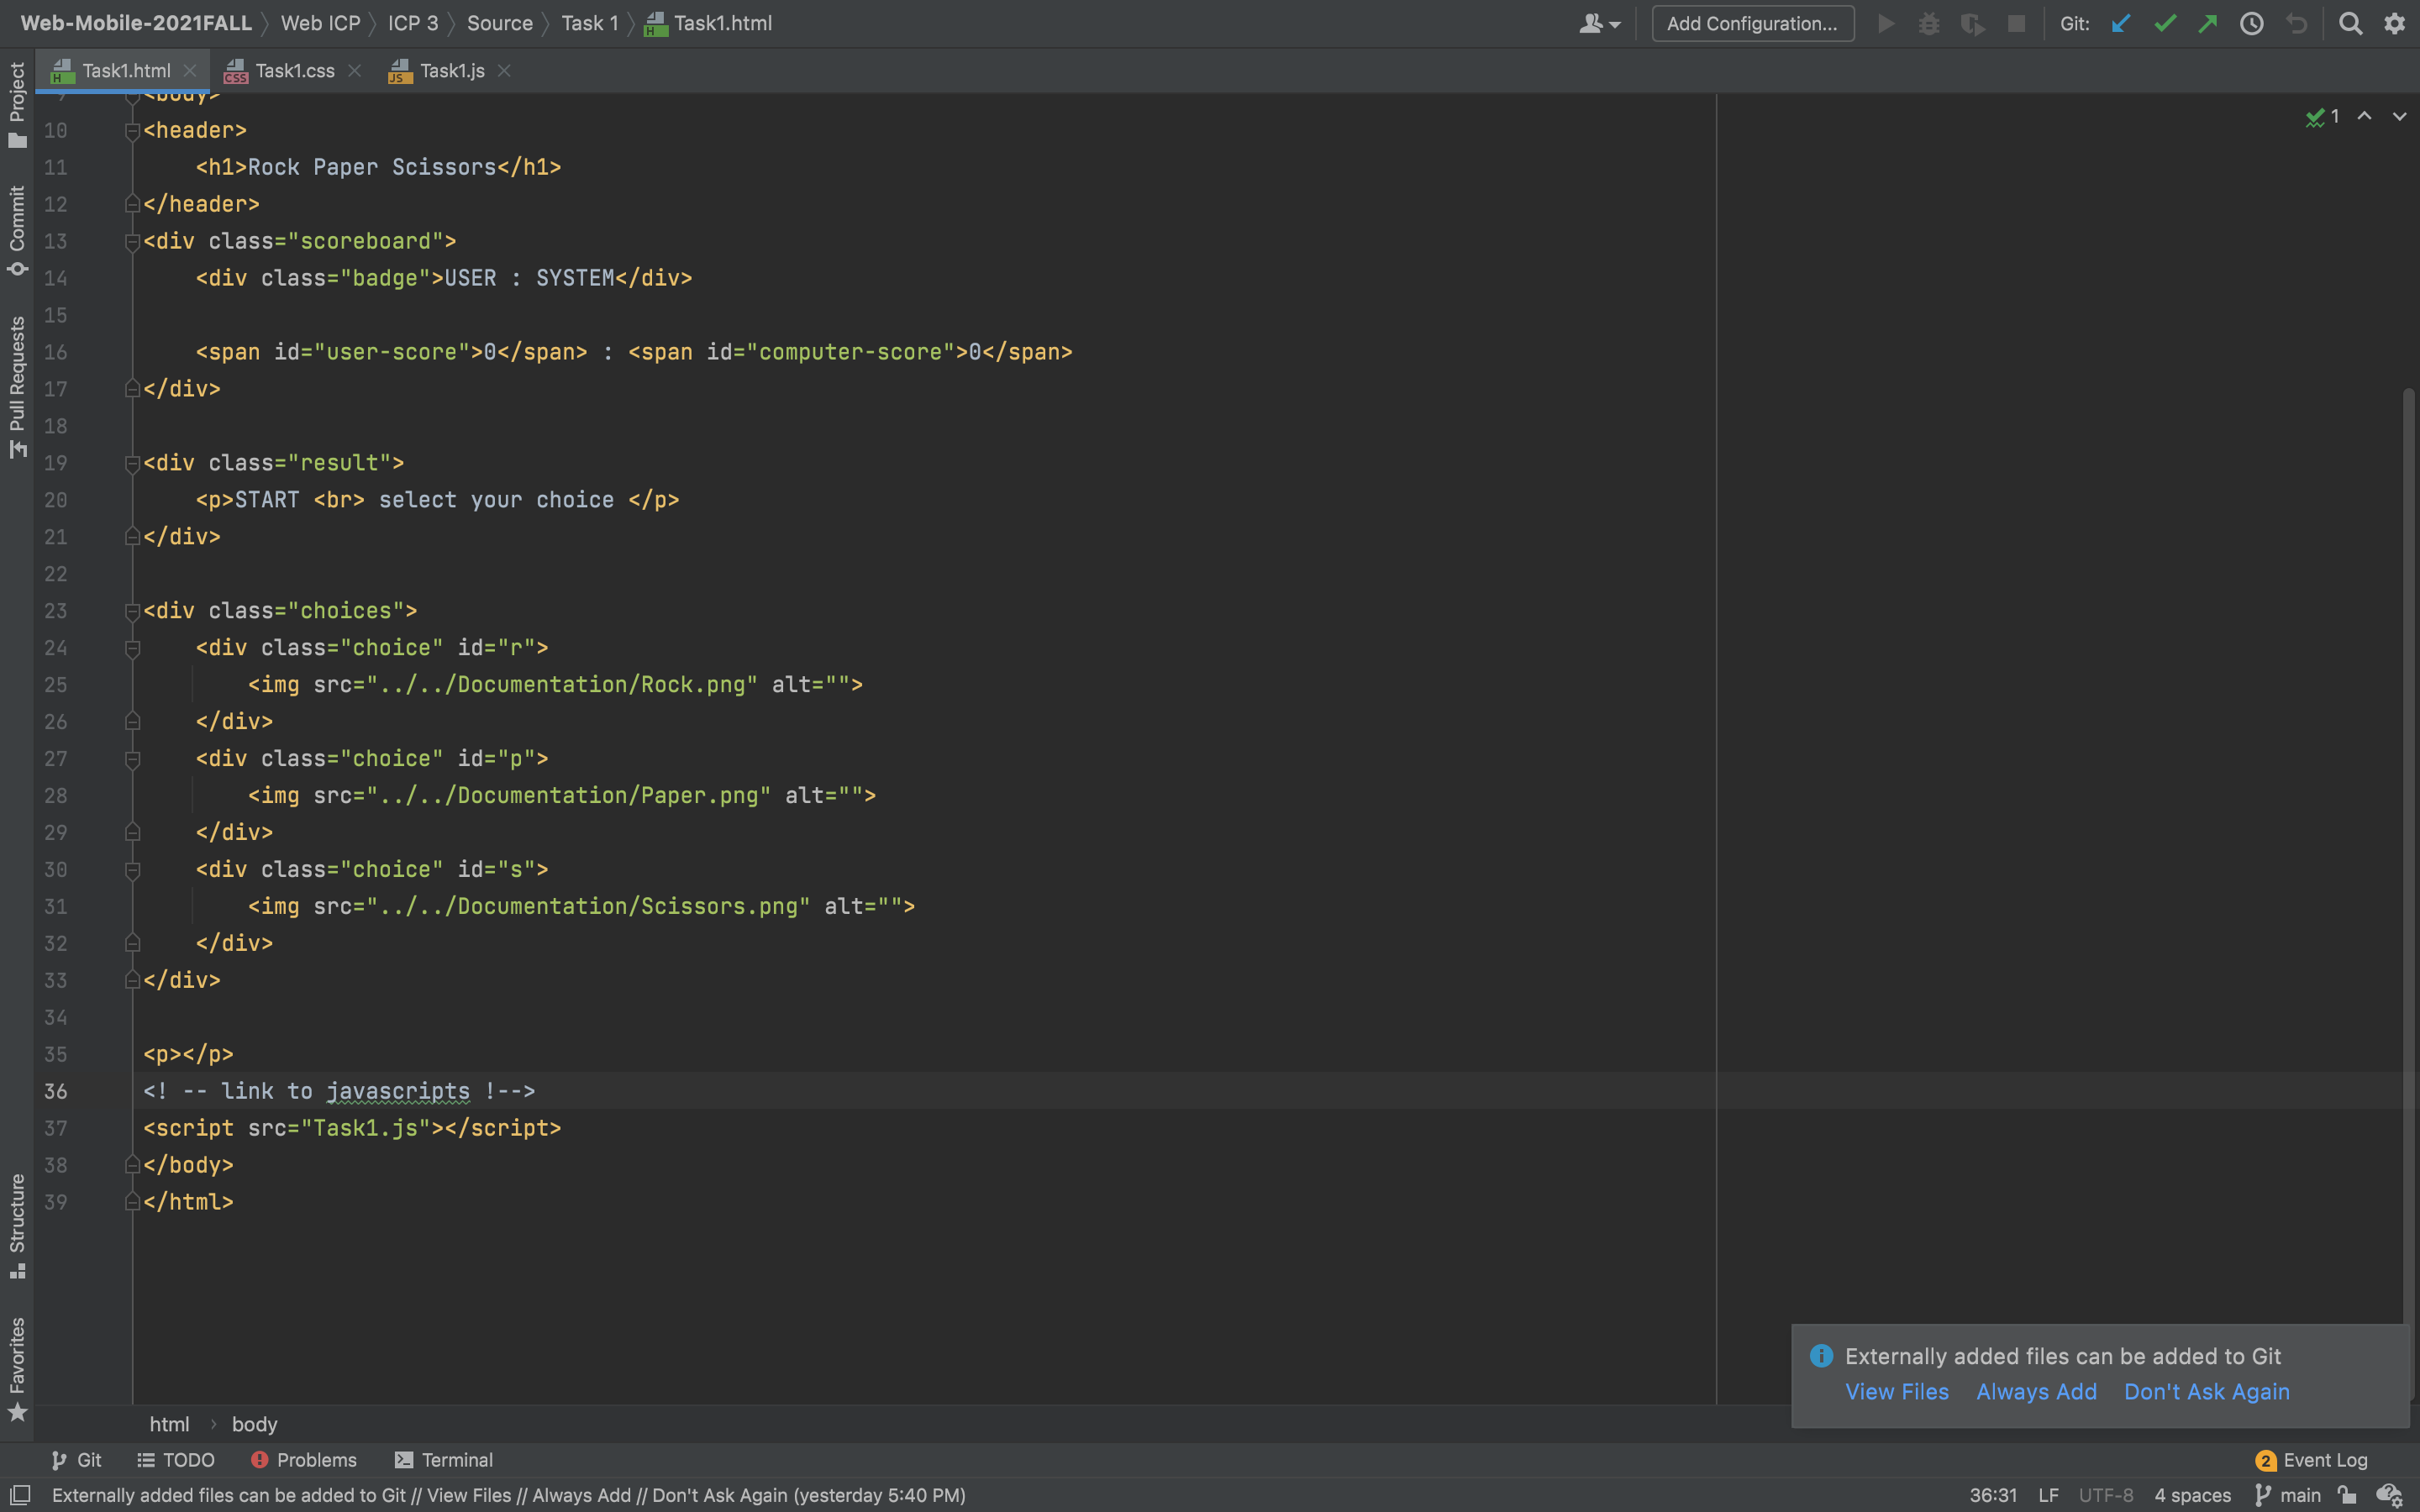 Web-Mobile-2021FALL Web ICP ICP 3 Source Task 1 Task1.html
Add Configuration... Git:
Task1.html Task1.css Task1.js
Project
Commit
Pull Requests
Structure
Favorites
1
9 <body>
10 <header>
11 <h1>Rock Paper Scissors</h1>
12 </header>
13 <div class="scoreboard">
14 <div class="badge">USER : SYSTEM</div>
15
16 <span id="user-score">0</span> : <span id="computer-score">0</span>
17 </div>
18
19 <div class="result">
20 <p>START <br> select your choice </p>
21 </div>
22
23 <div class="choices">
24 <div class="choice" id="r">
25 <img src="../../Documentation/Rock.png" alt="">
26 </div>
27 <div class="choice" id="p">
28 <img src="../../Documentation/Paper.png" alt="">
29 </div>
30 <div class="choice" id="s">
31 <img src="../../Documentation/Scissors.png" alt="">
32 </div>
33 </div>
34
35 <p></p>
36 <! -- link to javascripts !-->
37 <script src="Task1.js"></script>
38 </body>
39 </html>
Externally added files can be added to Git
View Files Always Add Don't Ask Again
html body
Git TODO Problems Terminal 2 Event Log
Externally added files can be added to Git // View Files // Always Add // Don't Ask Again (yesterday 5:40 PM) 36:31 LF UTF-8 4 spaces main